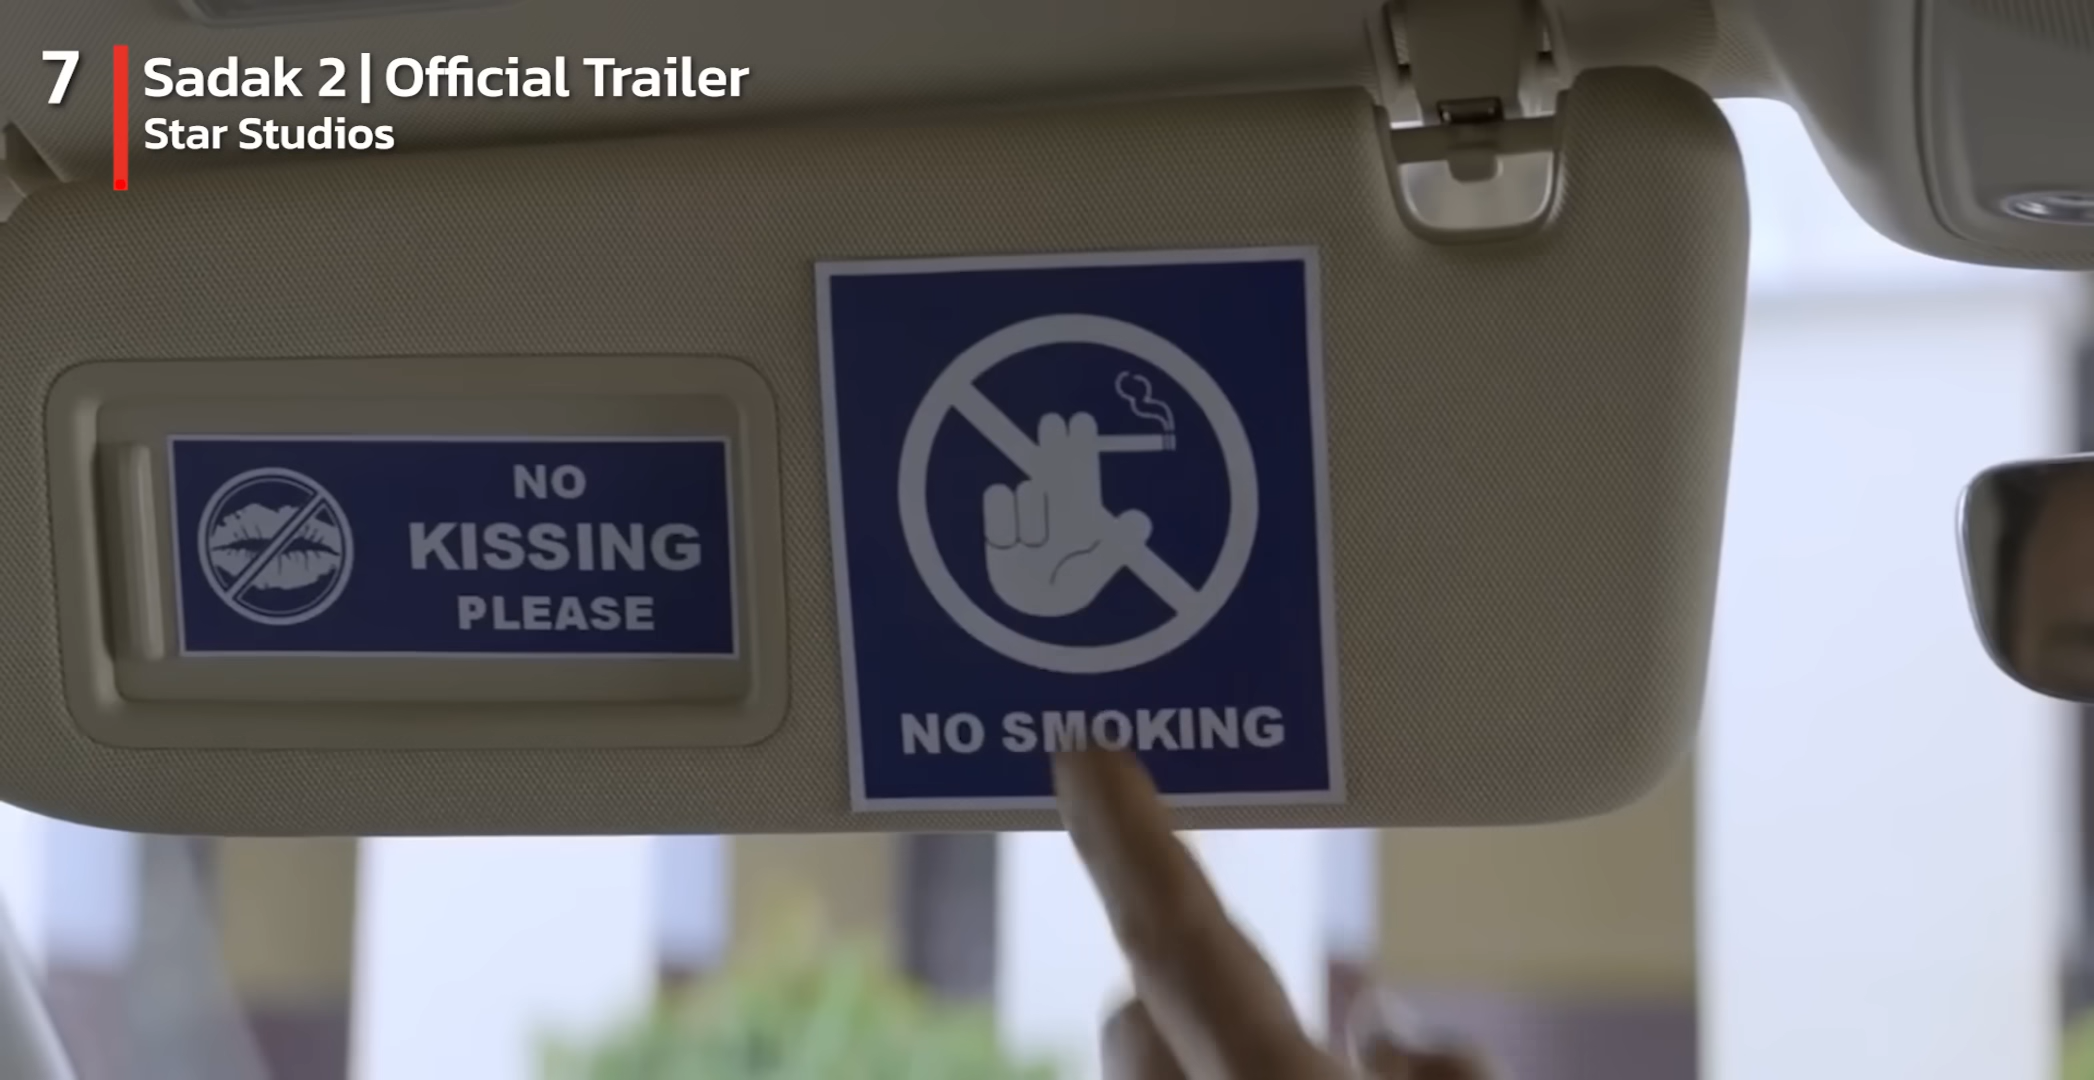 7
Sadak 2 | Official Trailer
Star Studios
NO
KISSING
PLEASE
NO SMOKING